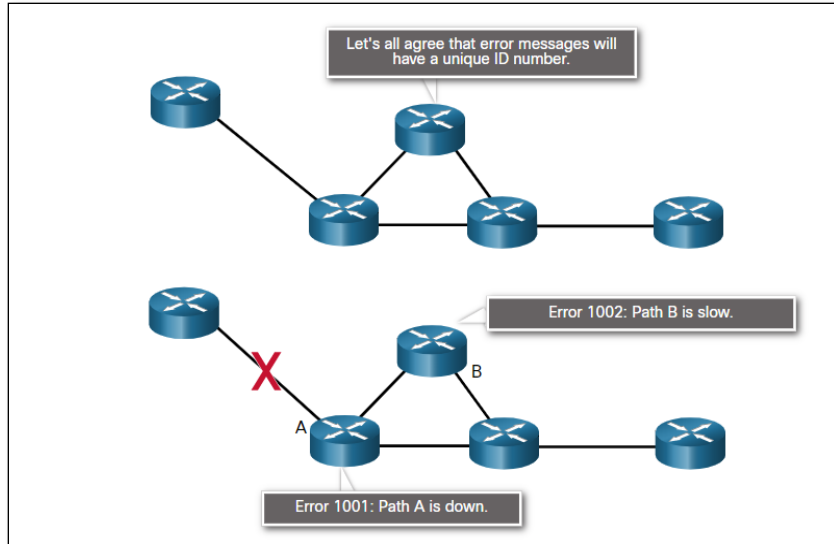 Let's all agree that error messages will
have a unique ID number.
Error 1002: Path B is slow.
X
B
A
Error 1001: Path A is down.